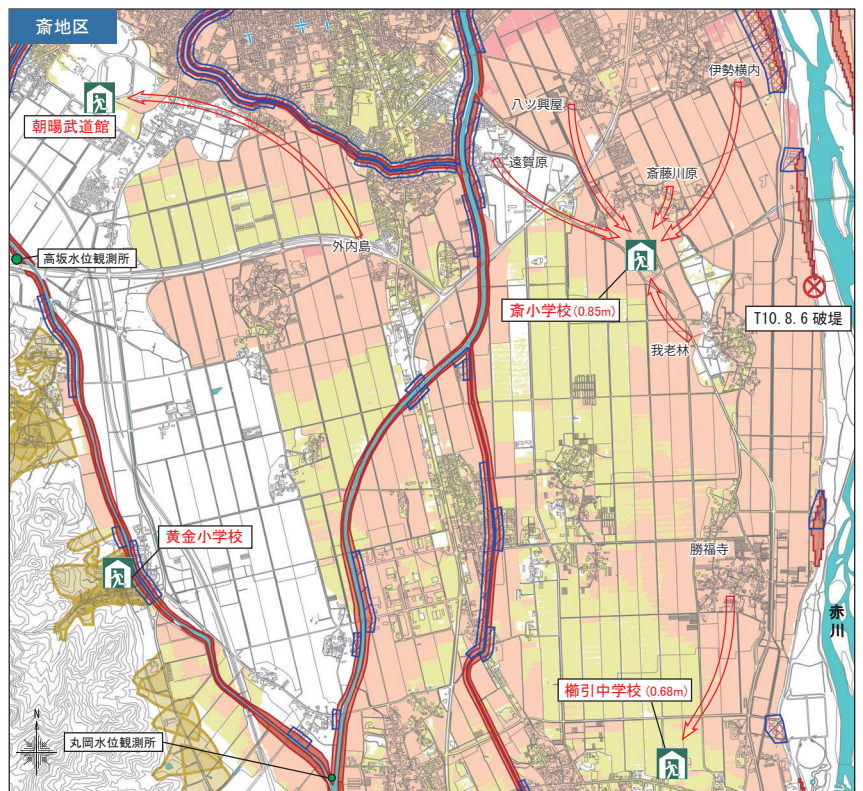 斎地区
伊勢横内
八ツ興屋
朝暘武道館
遠賀原
斎藤川原
外内島
高坂水位観測所
斎小学校(0.85m)
T10.8.6 破堤
我老林
黄金小学校
勝福寺
赤川
櫛引中学校(0.68m)
N
丸岡水位観測所